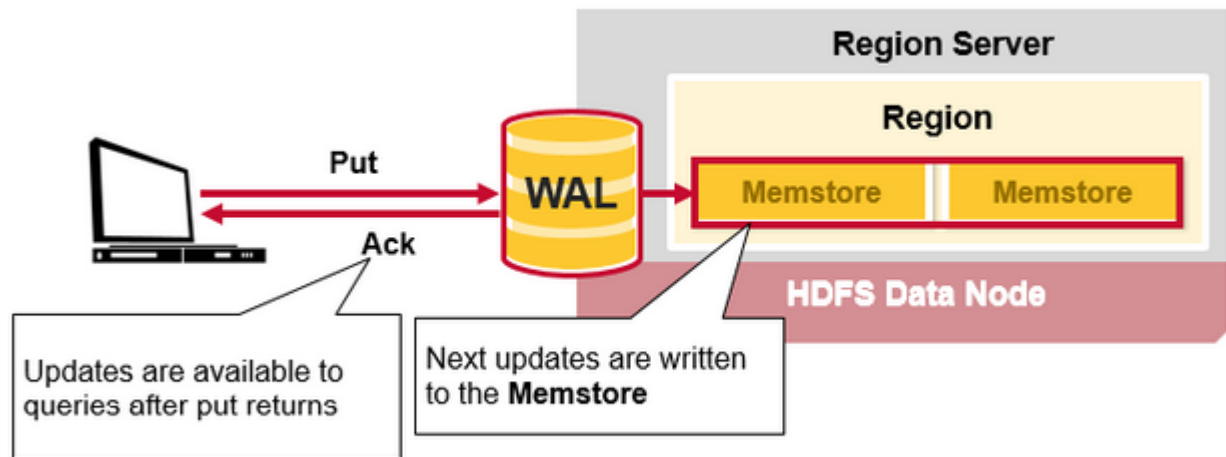 Region Server
Region
Put
WAL
Memstore
Memstore
Ack
HDFS Data Node
Updates are available to
queries after put returns
Next updates are written
to the Memstore